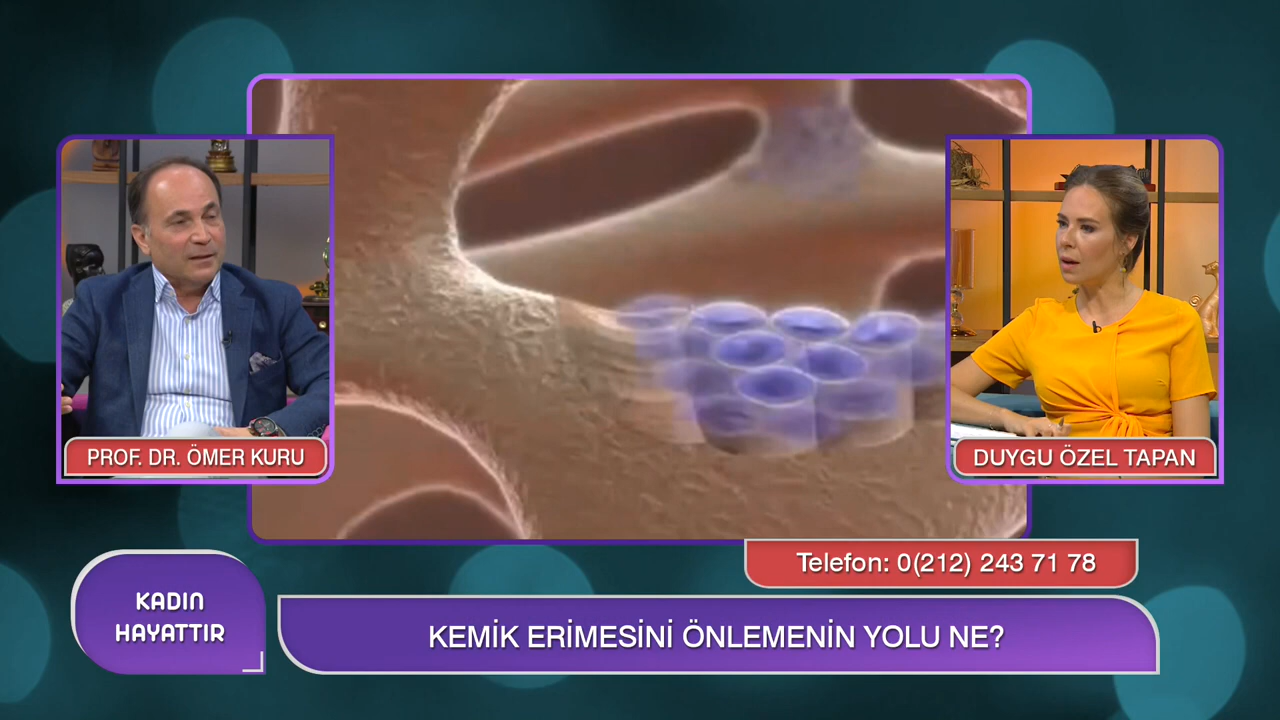 PROF. DR. ÖMER KURU
DUYGU ÖZEL TAPAN
Telefon: 0(212) 243 71 78
KADIN
HAYATTIR
KEMİK ERİMESİNİ ÖNLEMENİN YOLU NE?